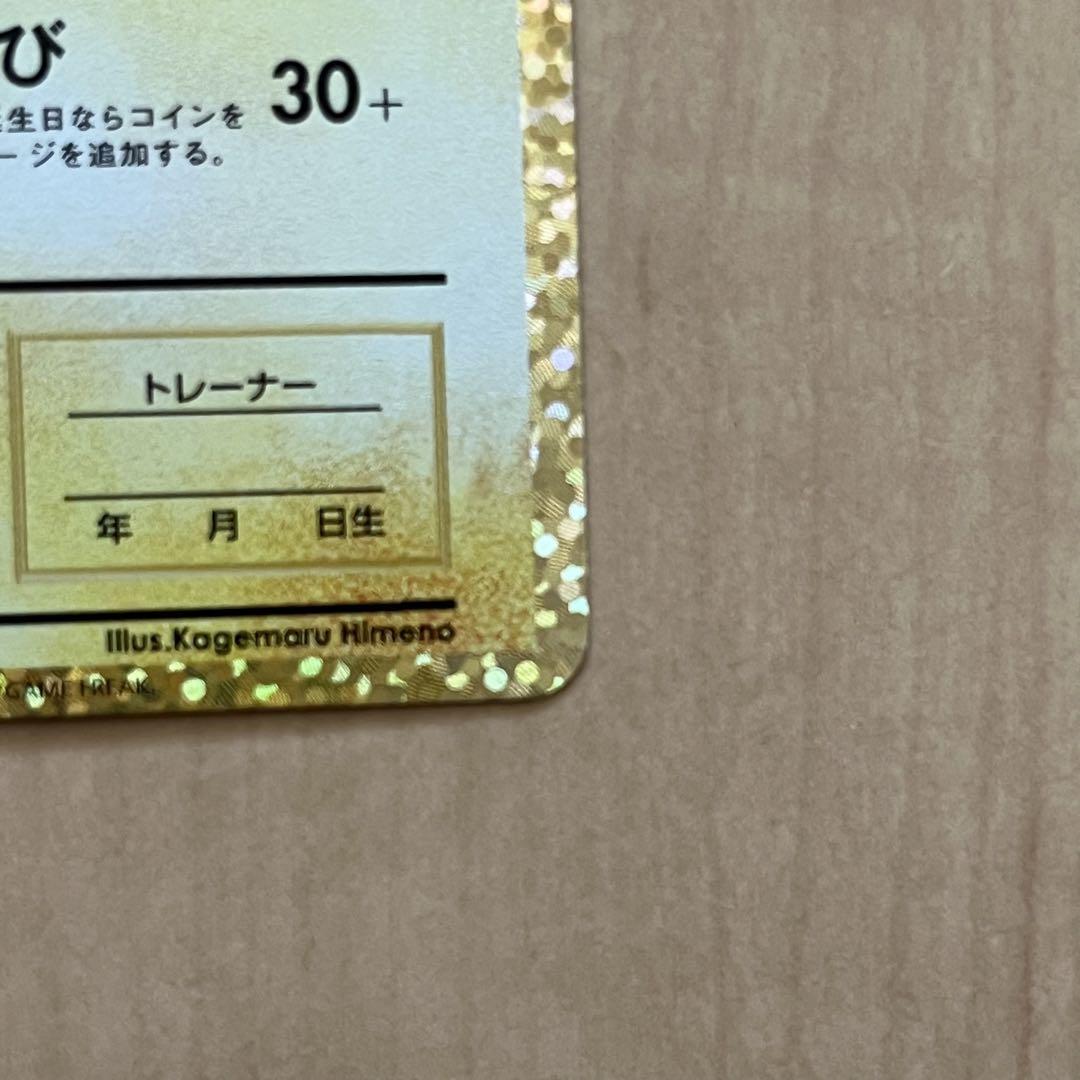 び
30+
生日ならコインを
ージを追加する。
トレーナー
年 月 日生
Illus.Kagemaru Himeno
GAME FREAK.